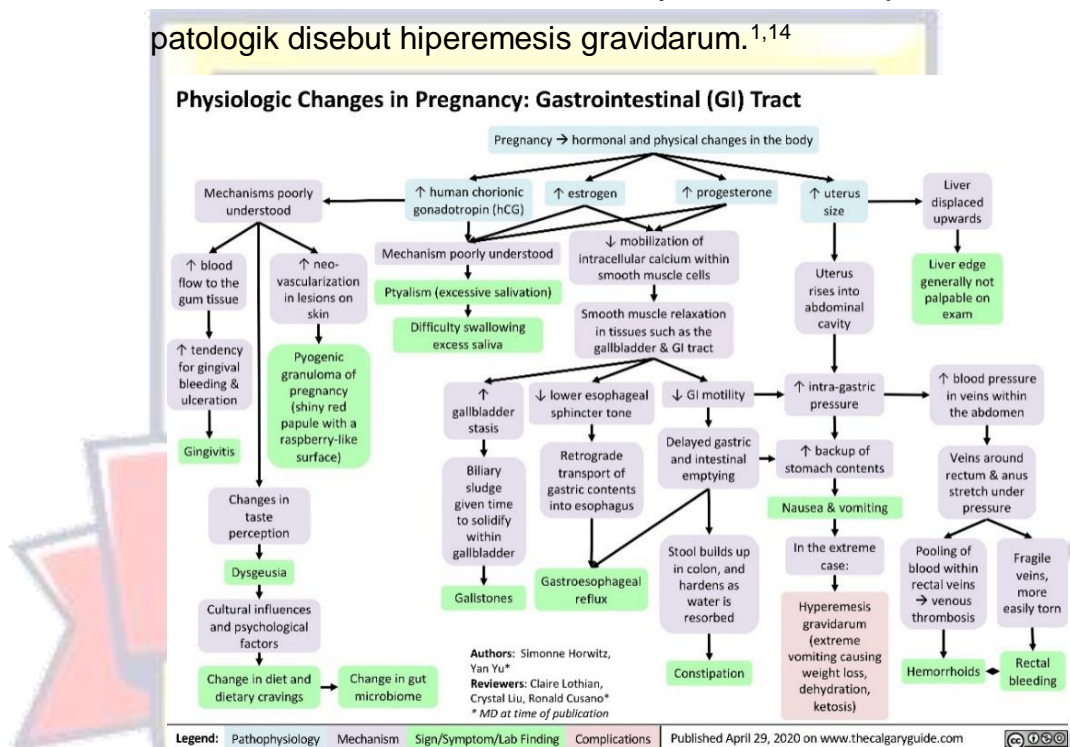 patologik disebut hiperemesis gravidarum.1,14
Physiologic Changes in Pregnancy: Gastrointestinal (GI) Tract
Pregnancy → hormonal and physical changes in the body
Mechanisms poorly
understood
↑ human chorionic
gonadotropin (hCG)
↑ estrogen
↑ progesterone
↑ uterus
size
Liver
displaced
upwards
↑ blood
flow to the
gum tissue
↑ neo-
vascularization
in lesions on
skin
Mechanism poorly understood
↓ mobilization of
intracellular calcium within
smooth muscle cells
Uterus
rises into
abdominal
cavity
Liver edge
generally not
palpable on
exam
Ptyalism (excessive salivation)
Difficulty swallowing
excess saliva
Smooth muscle relaxation
in tissues such as the
gallbladder & GI tract
↑ tendency
for gingival
bleeding &
ulceration
Pyogenic
granuloma of
pregnancy
(shiny red
papule with a
raspberry-like
surface)
Gingivitis
↑
gallbladder
stasis
↓ lower esophageal
sphincter tone
↓ GI motility
↑ intra-gastric
pressure
↑ blood pressure
in veins within
the abdomen
Biliary
sludge
given time
to solidify
within
gallbladder
Retrograde
transport of
gastric contents
into esophagus
Delayed gastric
and intestinal
emptying
↑ backup of
stomach contents
Veins around
rectum & anus
stretch under
pressure
Changes in
taste
perception
Nausea & vomiting
Dysgeusia
Gallstones
Gastroesophageal
reflux
Stool builds up
in colon, and
hardens as
water is
resorbed
In the extreme
case:
Pooling of
blood within
rectal veins
→ venous
thrombosis
Fragile
veins,
more
easily torn
Cultural influences
and psychological
factors
Hyperemesis
gravidarum
(extreme
vomiting causing
weight loss,
dehydration,
ketosis)
Change in diet and
dietary cravings
Change in gut
microbiome
Constipation
Hemorrhoids
Rectal
bleeding
Authors: Simonne Horwitz,
Yan Yu*
Reviewers: Claire Lothian,
Crystal Liu, Ronald Cusano*
* MD at time of publication
Legend: Pathophysiology Mechanism Sign/Symptom/Lab Finding Complications Published April 29, 2020 on www.thecalgaryguide.com